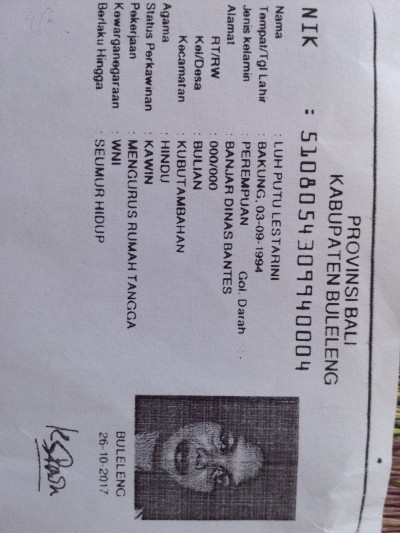 PROVINSI BALI
KABUPATEN BULELENG
NIK : 5108054309940004
Nama : LUH PUTU LESTARINI
Tempat/Tgl Lahir : BAKUNG, 03-09-1994
Jenis kelamin : PEREMPUAN Gol. Darah : -
Alamat : BANJAR DINAS BANTES
RT/RW : 000/000
Kel/Desa : BULIAN
Kecamatan : KUBUTAMBAHAN
Agama : HINDU
Status Perkawinan : KAWIN
Pekerjaan : MENGURUS RUMAH TANGGA
Kewarganegaraan : WNI
Berlaku Hingga : SEUMUR HIDUP
BULELENG
26-10-2017